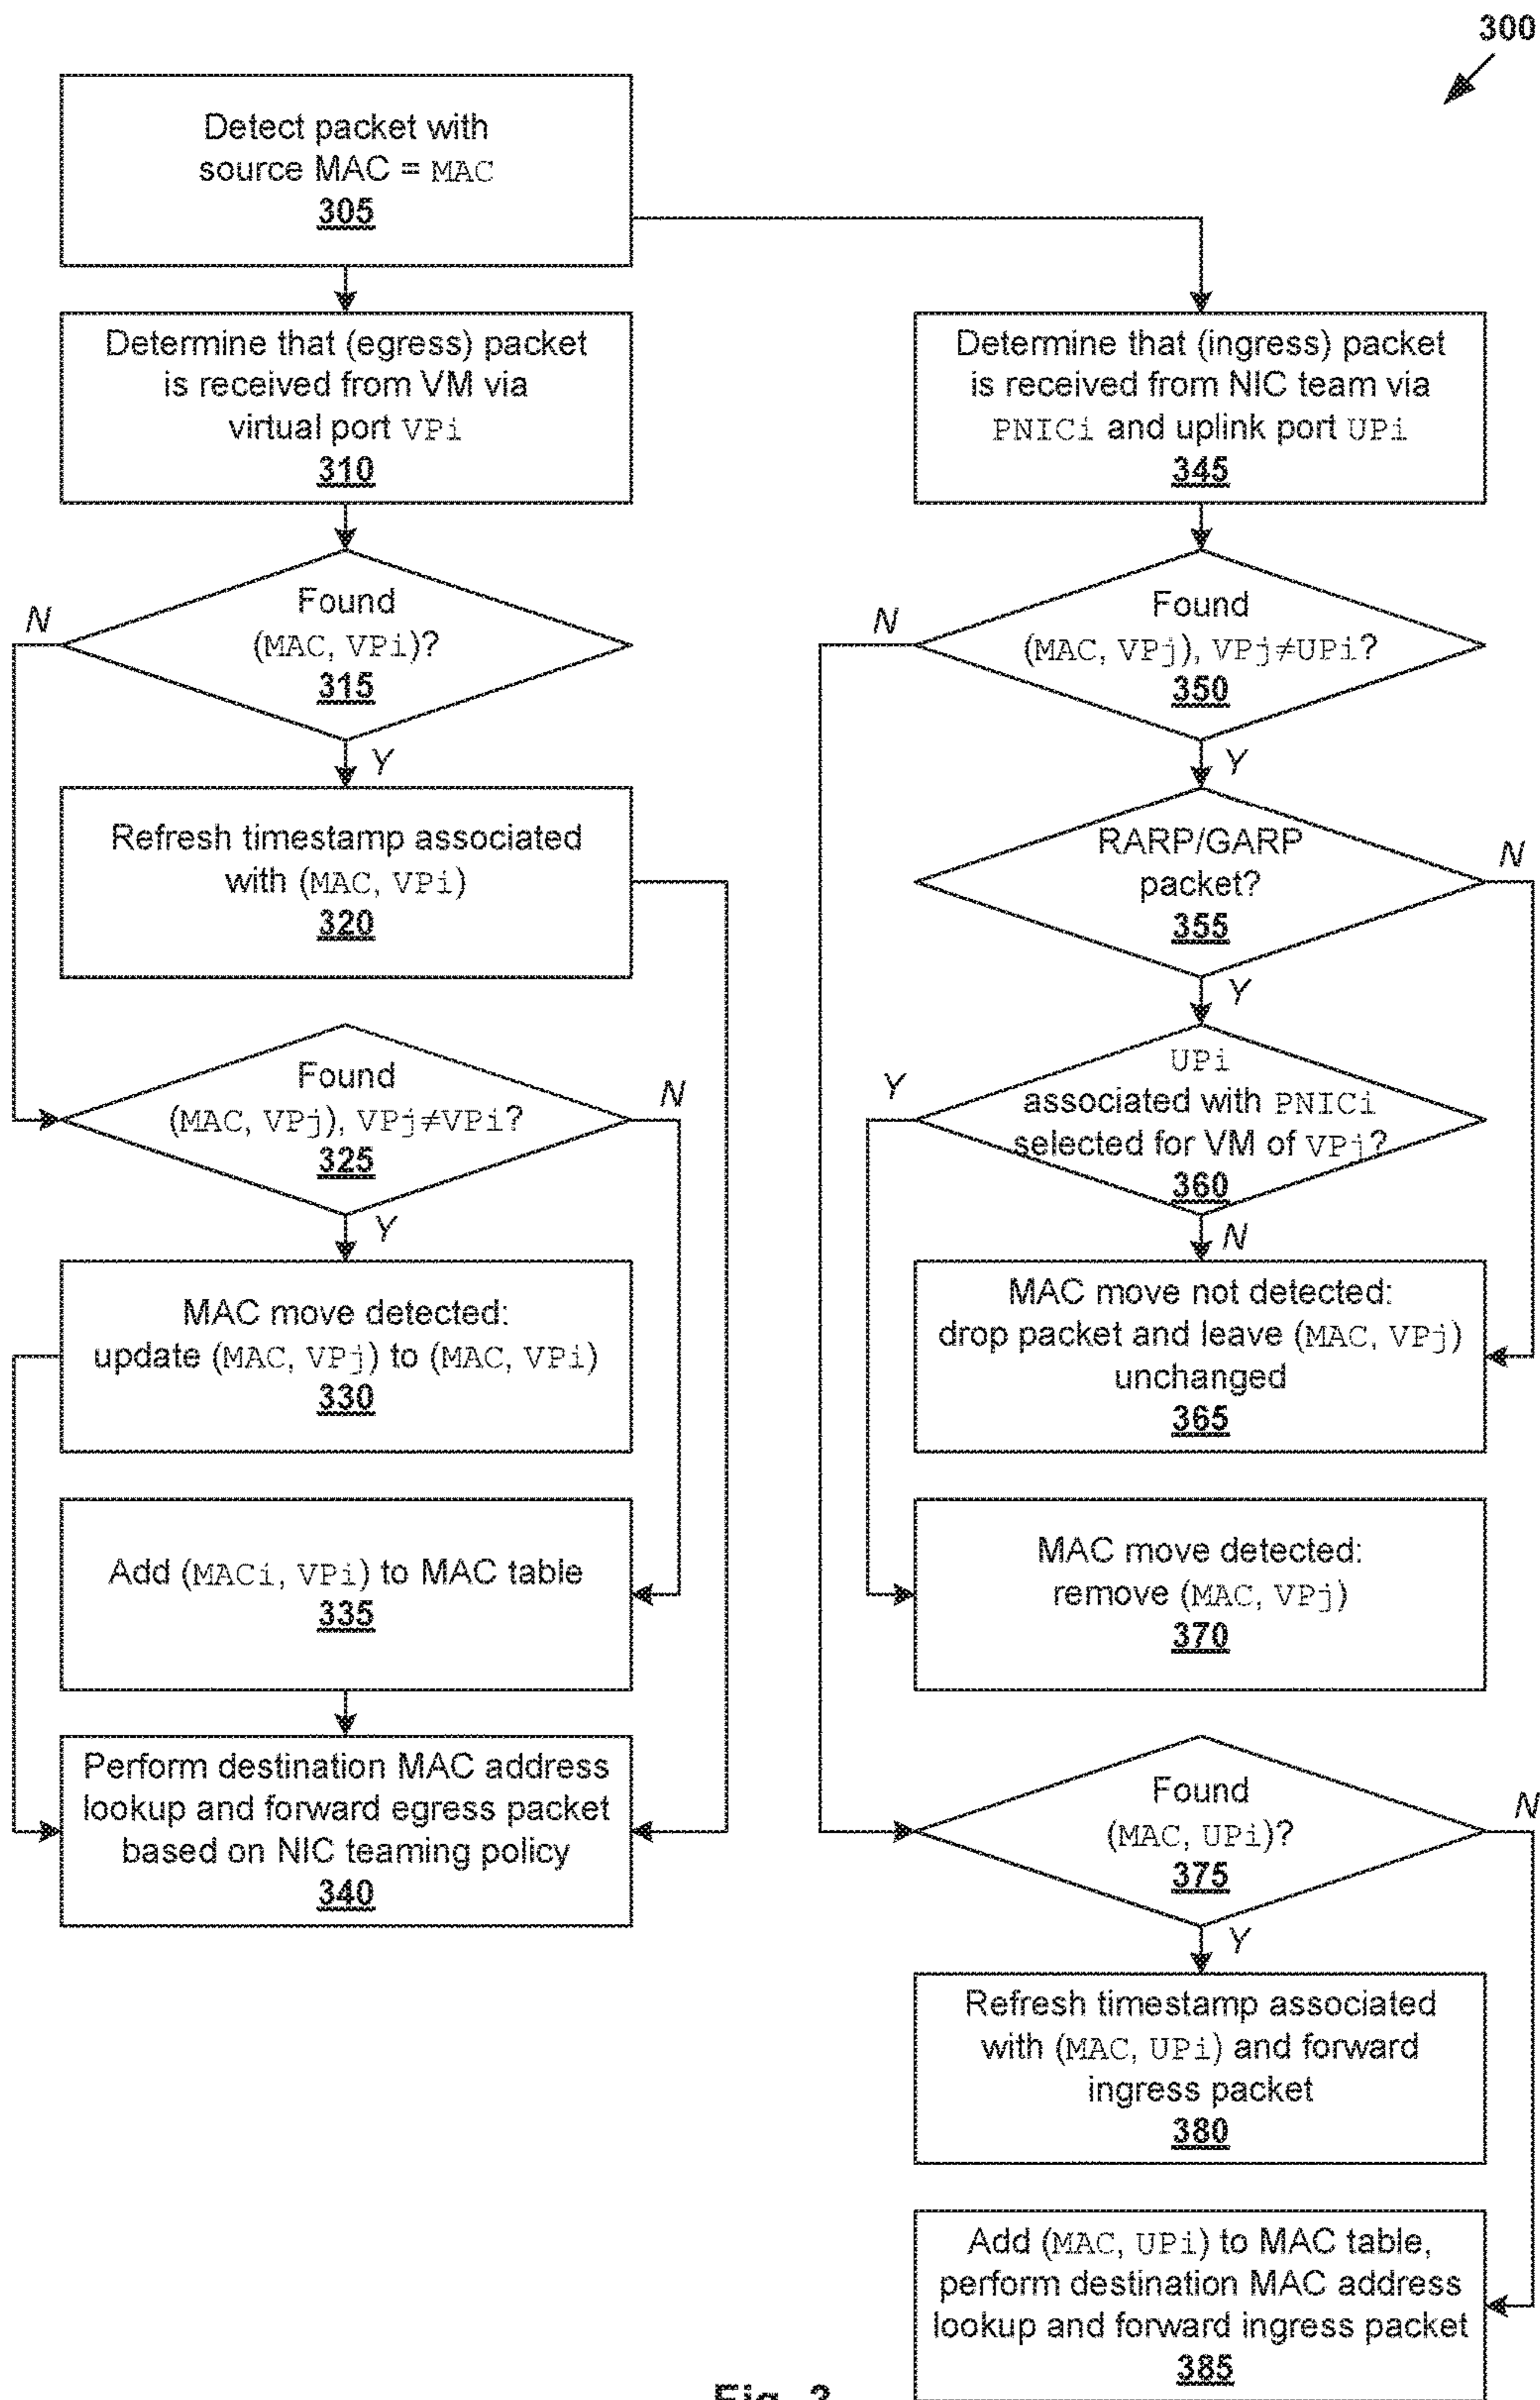 300
Detect packet with
source MAC = MAC
305
Determine that (egress) packet
is received from VM via
virtual port VPi
310
Found
(MAC, VPi)?
315
N
Y
Refresh timestamp associated
with (MAC, VPi)
320
Found
(MAC, VPj), VPj≠VPi?
325
N
Y
MAC move detected:
update (MAC, VPj) to (MAC, VPi)
330
Add (MACi, VPi) to MAC table
335
Perform destination MAC address
lookup and forward egress packet
based on NIC teaming policy
340
Determine that (ingress) packet
is received from NIC team via
PNICi and uplink port UPi
345
Found
(MAC, VPj), VPj≠UPi?
350
N
Y
RARP/GARP
packet?
355
N
Y
UPi
associated with PNICi
selected for VM of VPj?
360
Y
N
MAC move not detected:
drop packet and leave (MAC, VPj)
unchanged
365
MAC move detected:
remove (MAC, VPj)
370
Found
(MAC, UPi)?
375
N
Y
Refresh timestamp associated
with (MAC, UPi) and forward
ingress packet
380
Add (MAC, UPi) to MAC table,
perform destination MAC address
lookup and forward ingress packet
385
Fig. 3